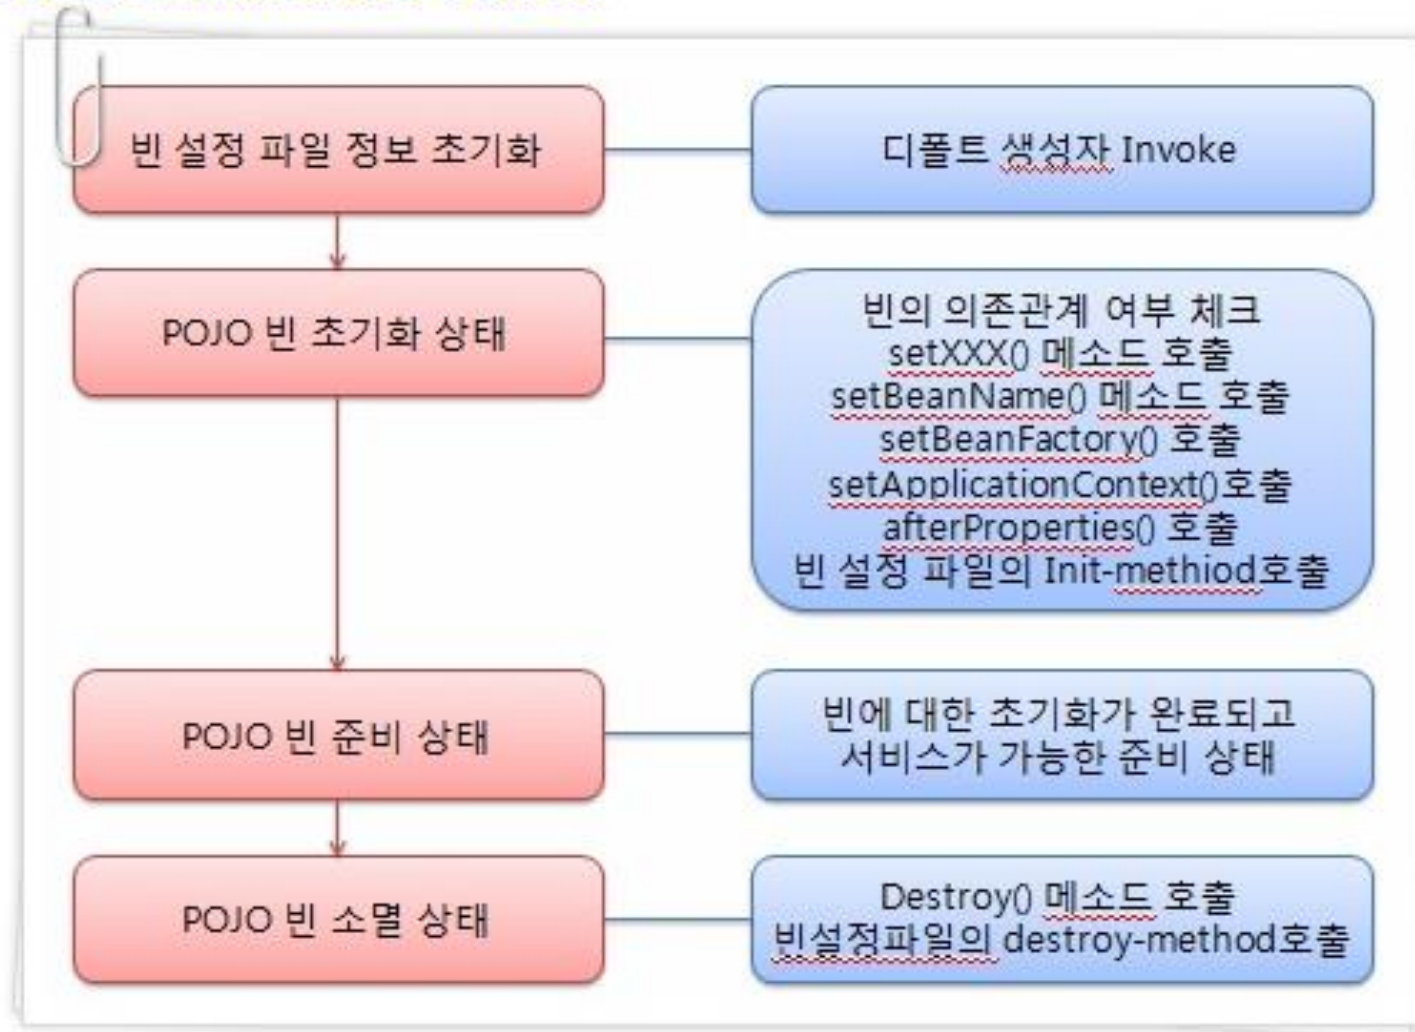 빈 설정 파일 정보 초기화
디폴트 생성자 Invoke
POJO 빈 초기화 상태
빈의 의존관계 여부 체크
setXXX() 메소드 호출
setBeanName() 메소드 호출
setBeanFactory() 호출
setApplicationContext()호출
afterProperties() 호출
빈 설정 파일의 Init-methiod호출
POJO 빈 준비 상태
빈에 대한 초기화가 완료되고
서비스가 가능한 준비 상태
POJO 빈 소멸 상태
Destroy() 메소드 호출
빈설정파일의 destroy-method호출